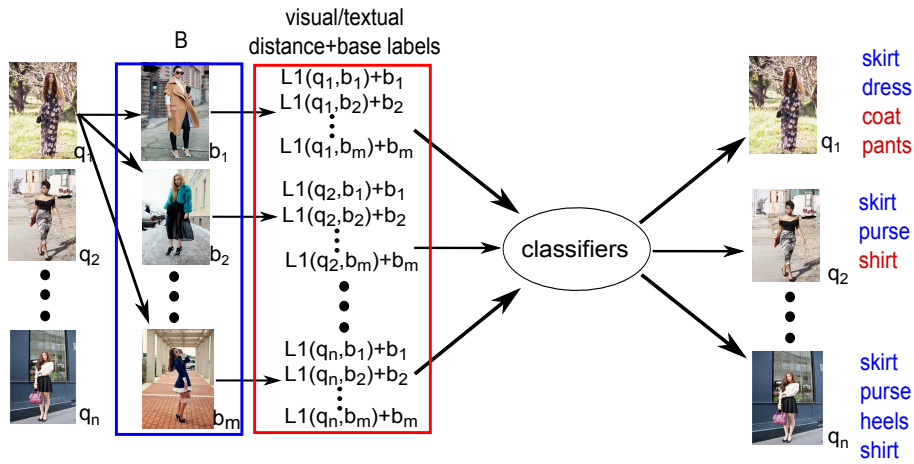 B
visual/textual
distance+base labels
q₁
b₁
L1(q₁,b₁)+b₁
L1(q₁,b₂)+b₂
L1(q₁,bₘ)+bₘ
q₂
b₂
L1(q₂,b₁)+b₁
L1(q₂,b₂)+b₂
L1(q₂,bₘ)+bₘ
qₙ
bₘ
L1(qₙ,b₁)+b₁
L1(qₙ,b₂)+b₂
L1(qₙ,bₘ)+bₘ
classifiers
q₁
skirt
dress
coat
pants
q₂
skirt
purse
shirt
qₙ
skirt
purse
heels
shirt